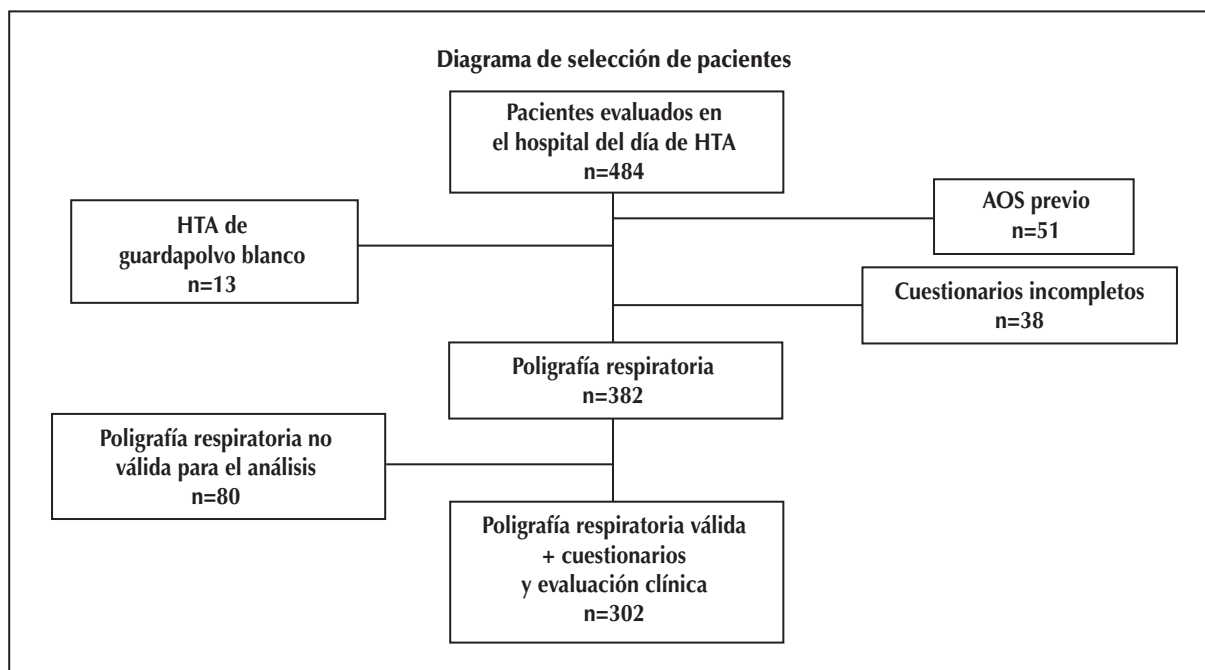 Diagrama de selección de pacientes
Pacientes evaluados en
el hospital del día de HTA
n=484
AOS previo
n=51
HTA de
guardapolvo blanco
n=13
Cuestionarios incompletos
n=38
Poligrafía respiratoria
n=382
Poligrafía respiratoria no
válida para el análisis
n=80
Poligrafía respiratoria válida
+ cuestionarios
y evaluación clínica
n=302